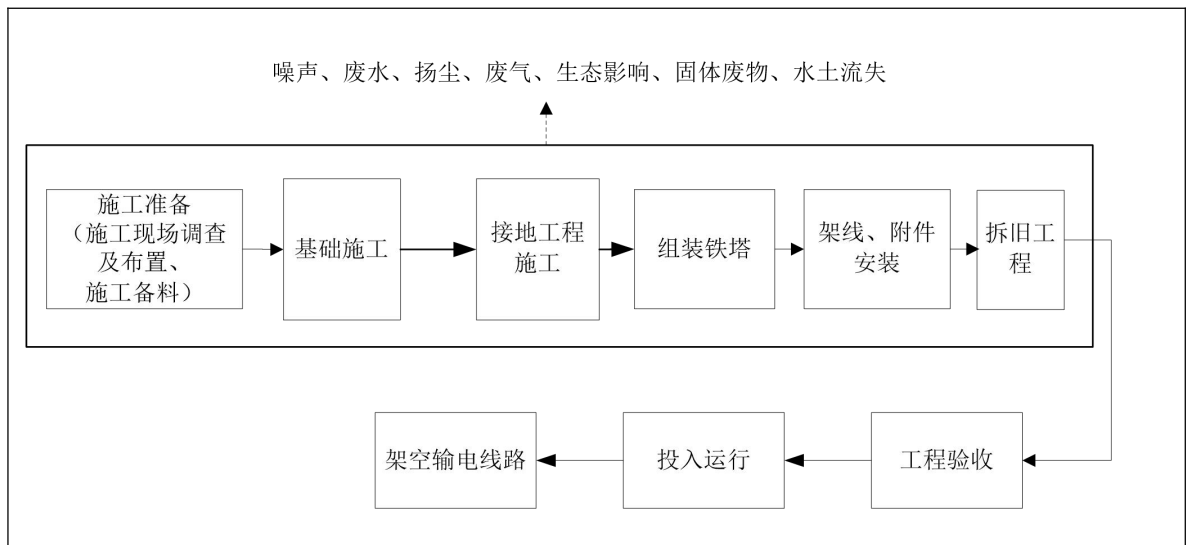 噪声、废水、扬尘、废气、生态影响、固体废物、水土流失
施工准备
（施工现场调查
及布置、
施工备料）
基础施工
接地工程
施工
组装铁塔
架线、附件
安装
拆旧工
程
架空输电线路
投入运行
工程验收